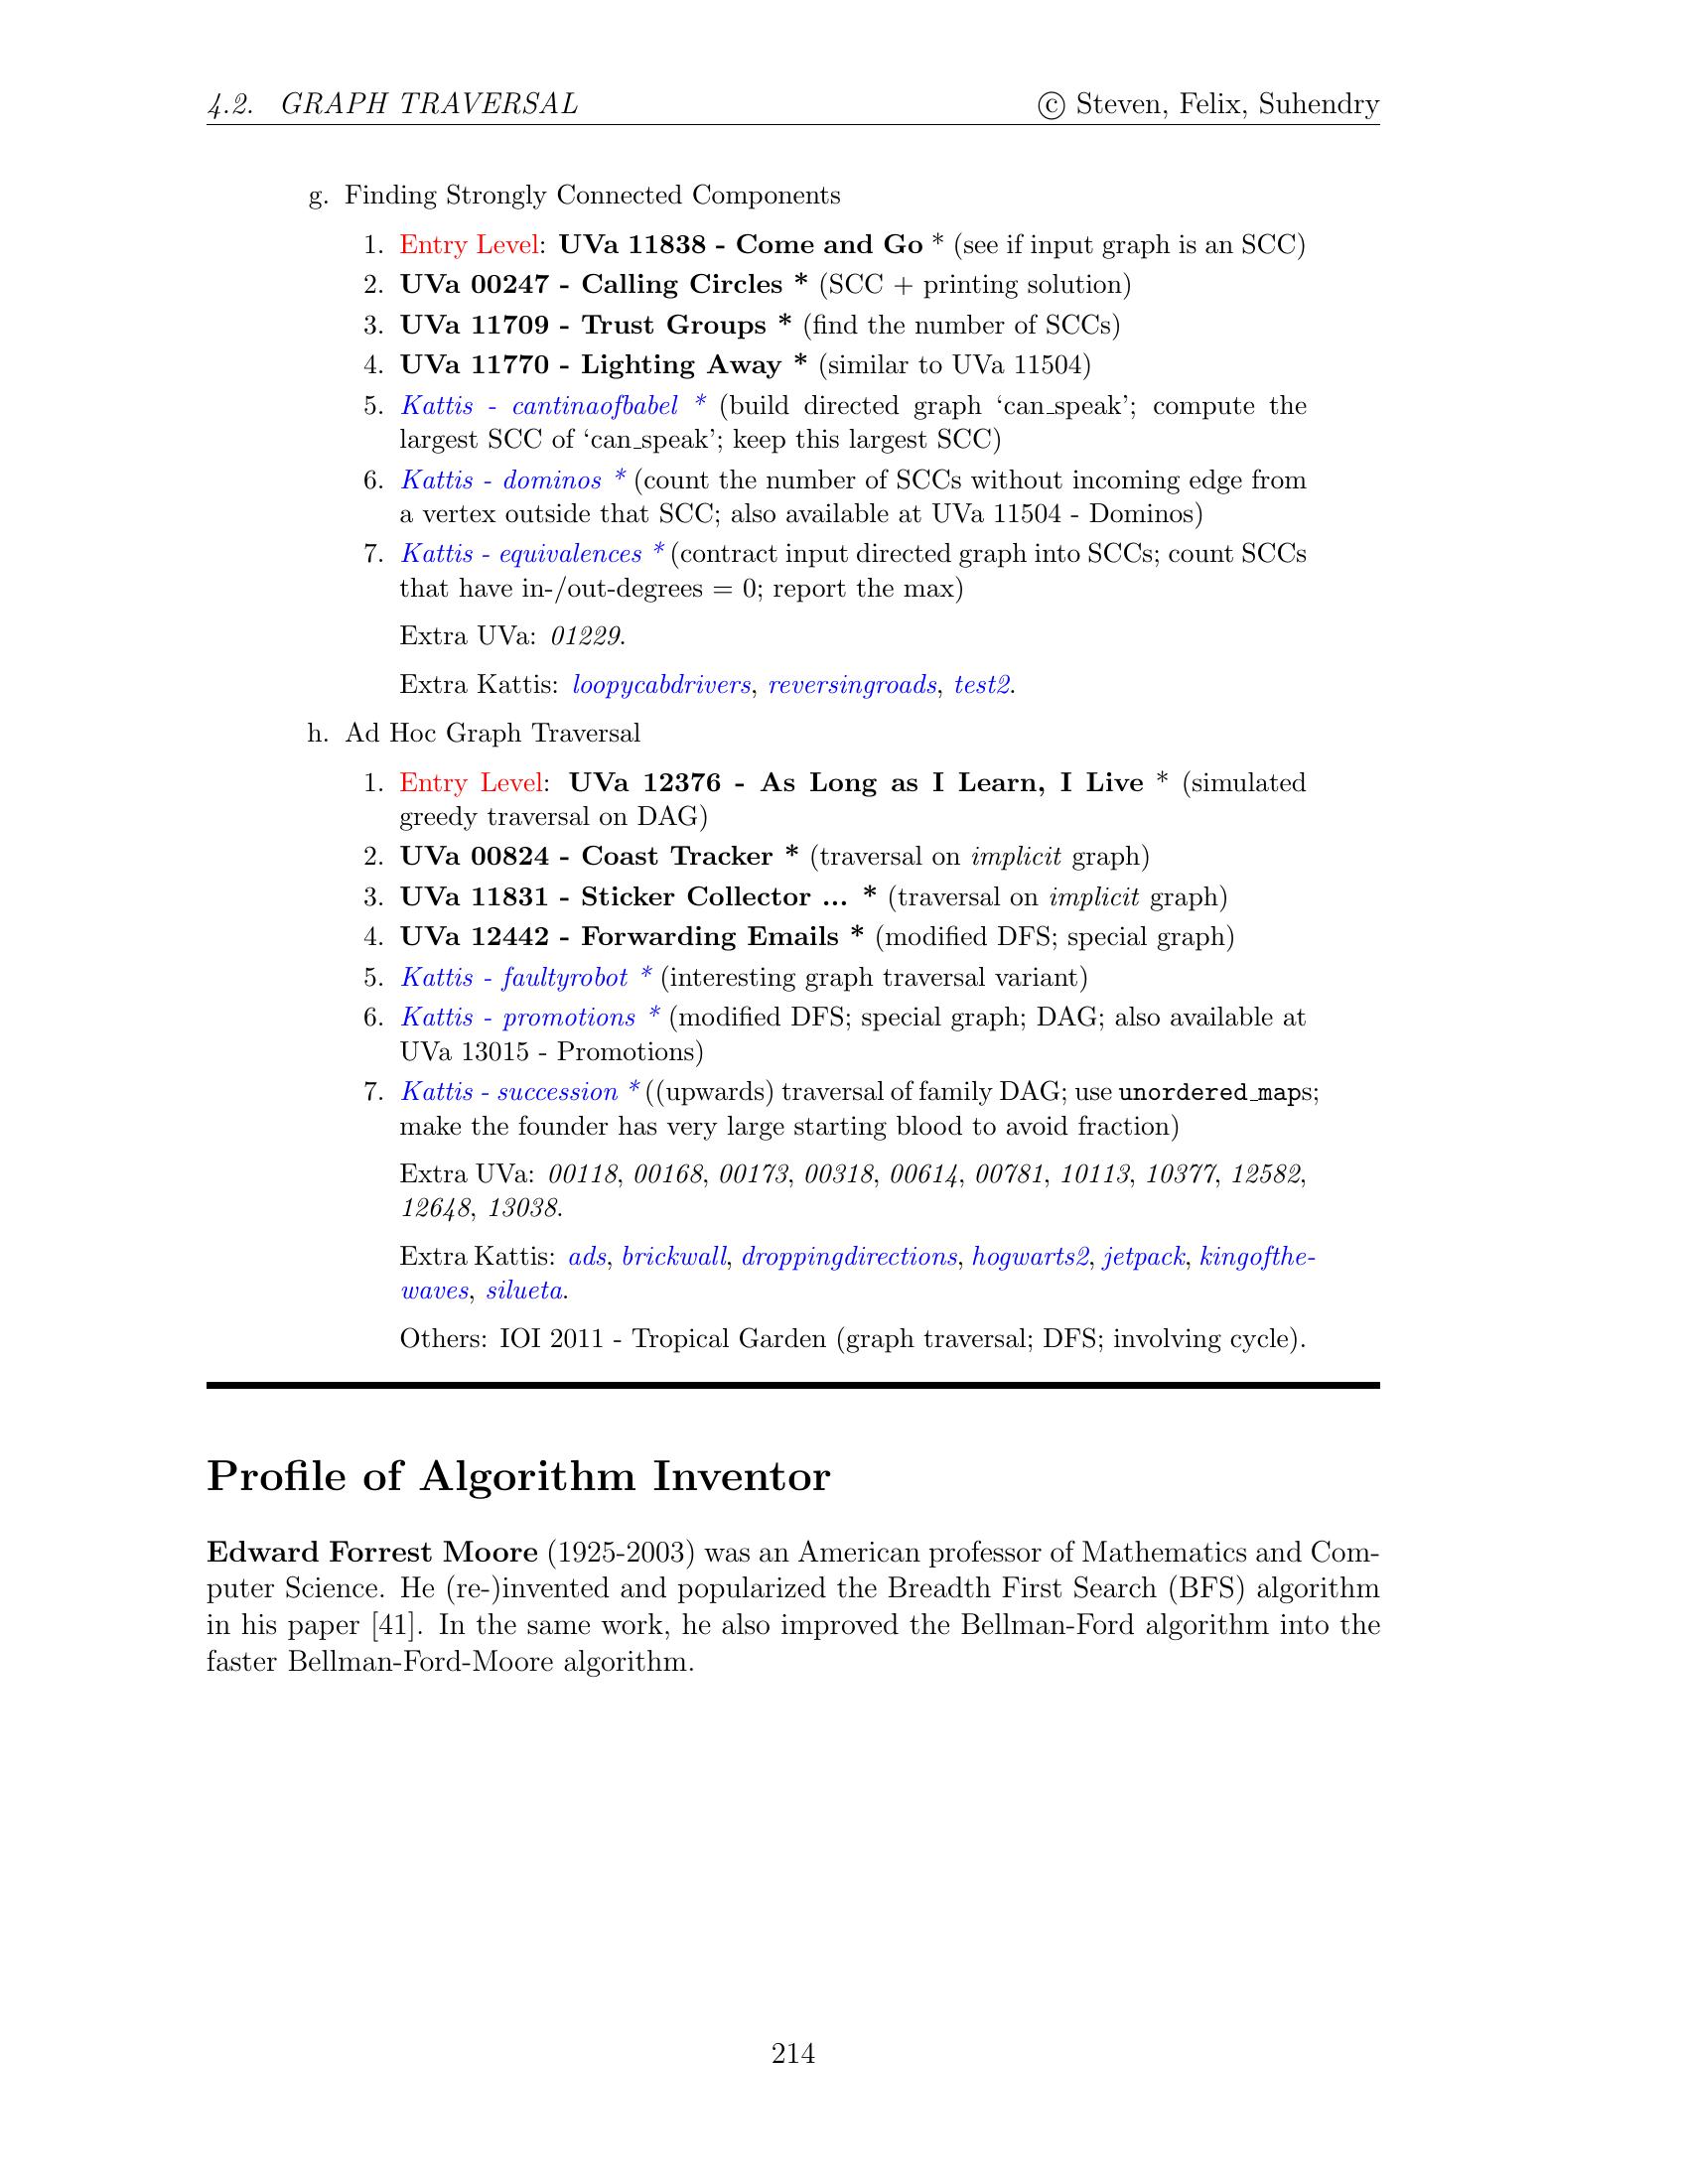 4.2. GRAPH TRAVERSAL © Steven, Felix, Suhendry
g. Finding Strongly Connected Components
1. Entry Level: UVa 11838 - Come and Go * (see if input graph is an SCC)
2. UVa 00247 - Calling Circles * (SCC + printing solution)
3. UVa 11709 - Trust Groups * (find the number of SCCs)
4. UVa 11770 - Lighting Away * (similar to UVa 11504)
5. Kattis - cantinaofbabel * (build directed graph ‘can_speak’; compute the
largest SCC of ‘can_speak’; keep this largest SCC)
6. Kattis - dominos * (count the number of SCCs without incoming edge from
a vertex outside that SCC; also available at UVa 11504 - Dominos)
7. Kattis - equivalences * (contract input directed graph into SCCs; count SCCs
that have in-/out-degrees = 0; report the max)
Extra UVa: 01229.
Extra Kattis: loopycabdrivers, reversingroads, test2.
h. Ad Hoc Graph Traversal
1. Entry Level: UVa 12376 - As Long as I Learn, I Live * (simulated
greedy traversal on DAG)
2. UVa 00824 - Coast Tracker * (traversal on implicit graph)
3. UVa 11831 - Sticker Collector ... * (traversal on implicit graph)
4. UVa 12442 - Forwarding Emails * (modified DFS; special graph)
5. Kattis - faultyrobot * (interesting graph traversal variant)
6. Kattis - promotions * (modified DFS; special graph; DAG; also available at
UVa 13015 - Promotions)
7. Kattis - succession * ((upwards) traversal of family DAG; use unordered_maps;
make the founder has very large starting blood to avoid fraction)
Extra UVa: 00118, 00168, 00173, 00318, 00614, 00781, 10113, 10377, 12582,
12648, 13038.
Extra Kattis: ads, brickwall, droppingdirections, hogwarts2, jetpack, kingofthe-
waves, silueta.
Others: IOI 2011 - Tropical Garden (graph traversal; DFS; involving cycle).
Profile of Algorithm Inventor
Edward Forrest Moore (1925-2003) was an American professor of Mathematics and Com-
puter Science. He (re-)invented and popularized the Breadth First Search (BFS) algorithm
in his paper [41]. In the same work, he also improved the Bellman-Ford algorithm into the
faster Bellman-Ford-Moore algorithm.
214